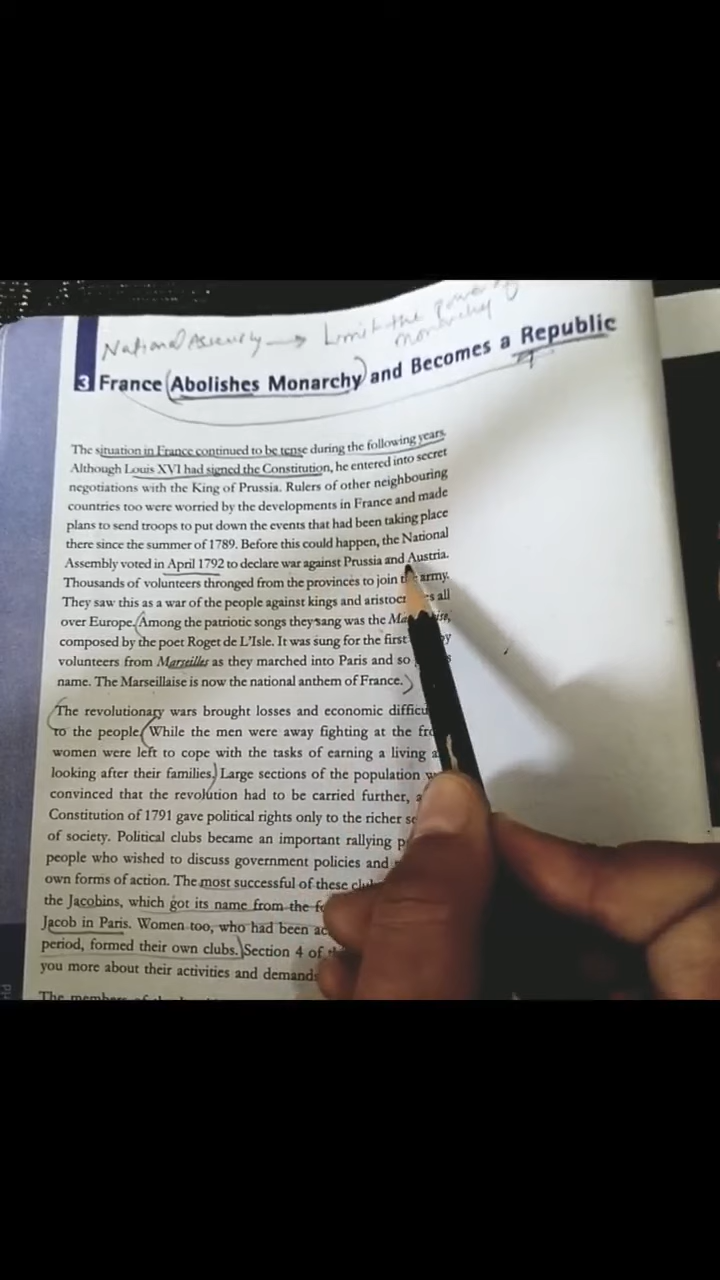 National Assembly → Limit the power of
monarchy
3 France (Abolishes Monarchy) and Becomes a Republic
The situation in France continued to be tense during the following years.
Although Louis XVI had signed the Constitution, he entered into secret
negotiations with the King of Prussia. Rulers of other neighbouring
countries too were worried by the developments in France and made
plans to send troops to put down the events that had been taking place
there since the summer of 1789. Before this could happen, the National
Assembly voted in April 1792 to declare war against Prussia and Austria.
Thousands of volunteers thronged from the provinces to join the army.
They saw this as a war of the people against kings and aristocracies all
over Europe. (Among the patriotic songs they sang was the
composed by the poet Roget de L'Isle. It was sung for the first
volunteers from Marseilles as they marched into Paris and so
name. The Marseillaise is now the national anthem of France.)
(The revolutionary wars brought losses and economic
to the people. (While the men were away fighting at the
women were left to cope with the tasks of earning a living
looking after their families.) Large sections of the population
convinced that the revolution had to be carried further,
Constitution of 1791 gave political rights only to the richer
of society. Political clubs became an important rallying
people who wished to discuss government policies and
own forms of action. The most successful of these
the Jacobins, which got its name from the
Jacob in Paris. Women too, who had been
period, formed their own clubs.) Section 4 of
you more about their activities and demands
The members of the